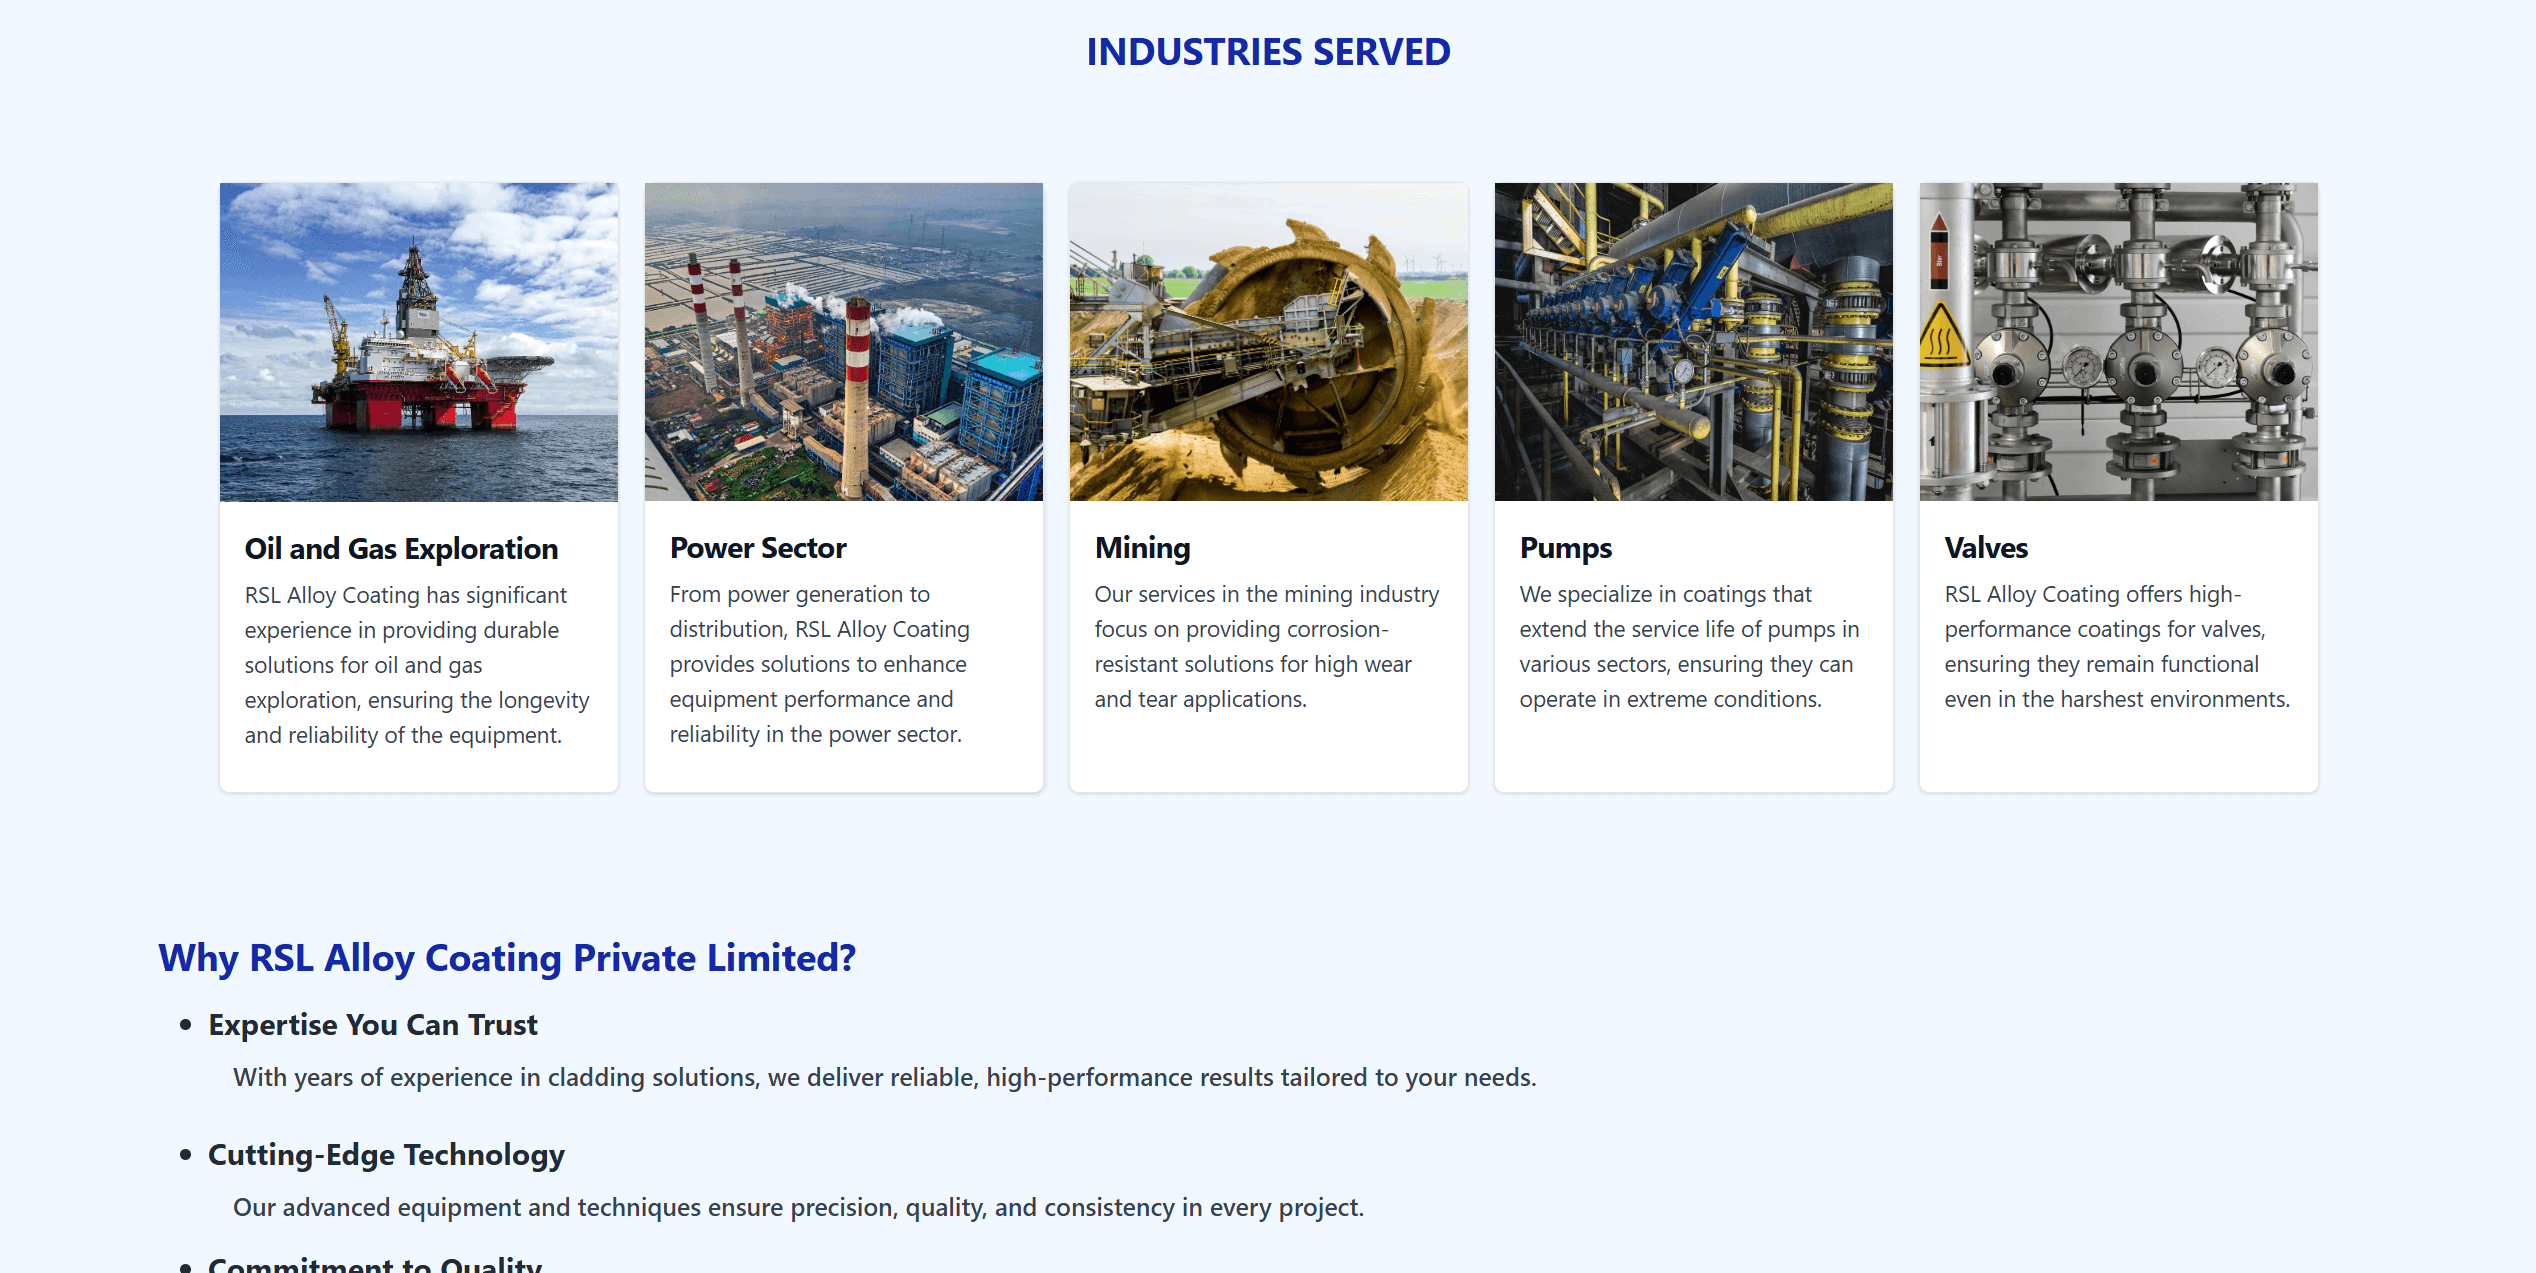 INDUSTRIES SERVED
Oil and Gas Exploration
RSL Alloy Coating has significant
experience in providing durable
solutions for oil and gas
exploration, ensuring the longevity
and reliability of the equipment.
Power Sector
From power generation to
distribution, RSL Alloy Coating
provides solutions to enhance
equipment performance and
reliability in the power sector.
Mining
Our services in the mining industry
focus on providing corrosion-
resistant solutions for high wear
and tear applications.
Pumps
We specialize in coatings that
extend the service life of pumps in
various sectors, ensuring they can
operate in extreme conditions.
Valves
RSL Alloy Coating offers high-
performance coatings for valves,
ensuring they remain functional
even in the harshest environments.
Why RSL Alloy Coating Private Limited?
• Expertise You Can Trust
With years of experience in cladding solutions, we deliver reliable, high-performance results tailored to your needs.
• Cutting-Edge Technology
Our advanced equipment and techniques ensure precision, quality, and consistency in every project.
• Commitment to Quality